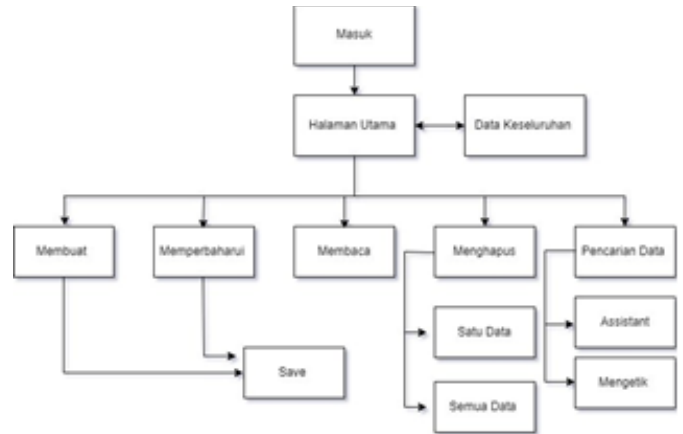 Masuk
Halaman Utama
Data Keseluruhan
Membuat
Memperbaharui
Membaca
Menghapus
Pencarian Data
Satu Data
Assistant
Save
Semua Data
Mengetik